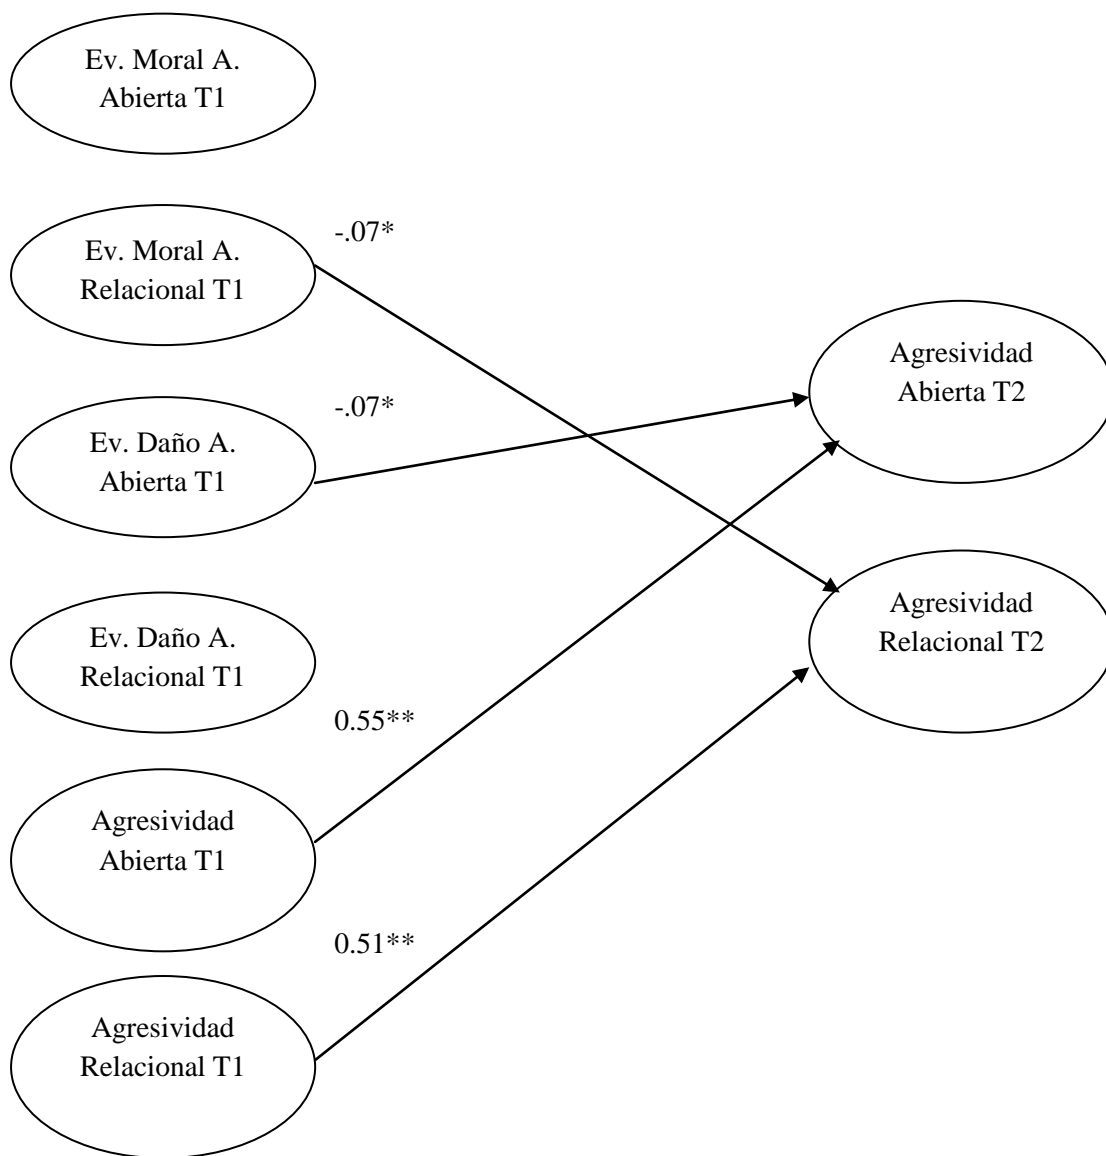 Ev. Moral A.
Abierta T1
Ev. Moral A.
Relacional T1
-.07*
Ev. Daño A.
Abierta T1
-.07*
Agresividad
Abierta T2
Ev. Daño A.
Relacional T1
Agresividad
Relacional T2
0.55**
Agresividad
Abierta T1
0.51**
Agresividad
Relacional T1